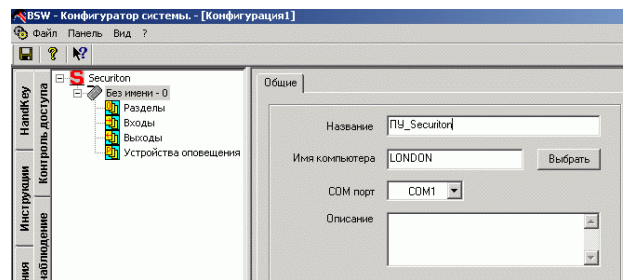 BSW - Конфигуратор системы. - [Конфигурация1]
Файл Панель Вид ?
HandKey
Контроль доступа
Инструкции
Securiton
Без имени - 0
Разделы
Входы
Выходы
Устройства оповещения
Общие
Название ПУ_Securiton
Имя компьютера LONDON Выбрать
COM порт COM1
Описание